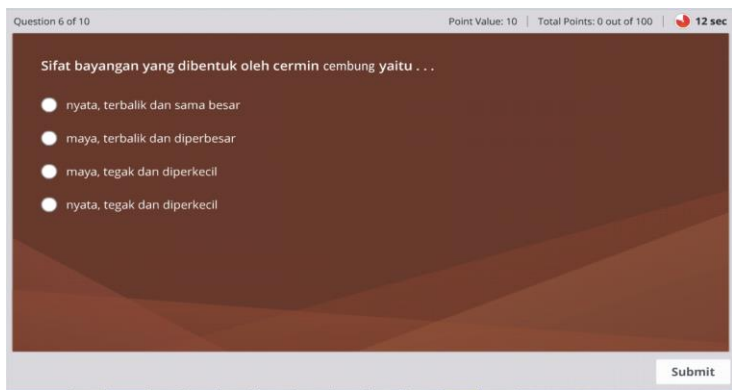 Question 6 of 10
Point Value: 10 | Total Points: 0 out of 100 | 12 sec
Sifat bayangan yang dibentuk oleh cermin cembung yaitu . . .
nyata, terbalik dan sama besar
maya, terbalik dan diperbesar
maya, tegak dan diperkecil
nyata, tegak dan diperkecil
Submit